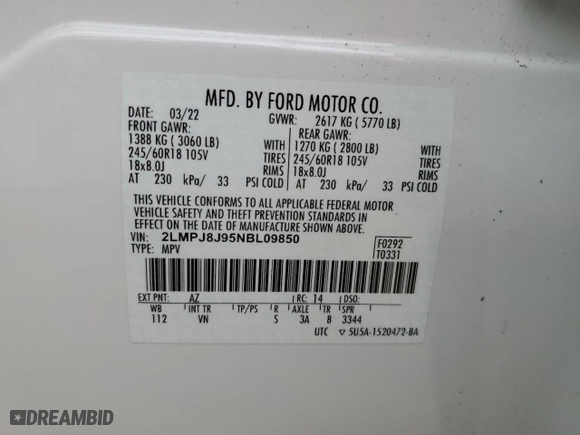 MFD. BY FORD MOTOR CO.
DATE: 03/22 GVWR: 2617 KG ( 5770 LB)
FRONT GAWR: REAR GAWR:
1388 KG ( 3060 LB) WITH 1270 KG ( 2800 LB) WITH
245/60R18 105V TIRES 245/60R18 105V TIRES
18x8.0J RIMS 18x8.0J RIMS
AT 230 kPa/ 33 PSI COLD AT 230 kPa/ 33 PSI COLD
THIS VEHICLE CONFORMS TO ALL APPLICABLE FEDERAL MOTOR
VEHICLE SAFETY AND THEFT PREVENTION STANDARDS IN
EFFECT ON THE DATE OF MANUFACTURE SHOWN ABOVE.
VIN: 2LMPJ8J95NBL09850 F0292
TYPE: MPV T0331
EXT PNT: AZ RC: 14 DSO:
WB INT TR TP/PS R AXLE TR SPR
112 VN S 3A 8 3344
UTC ▽ 5U5A-1520472-BA
DREAMBID